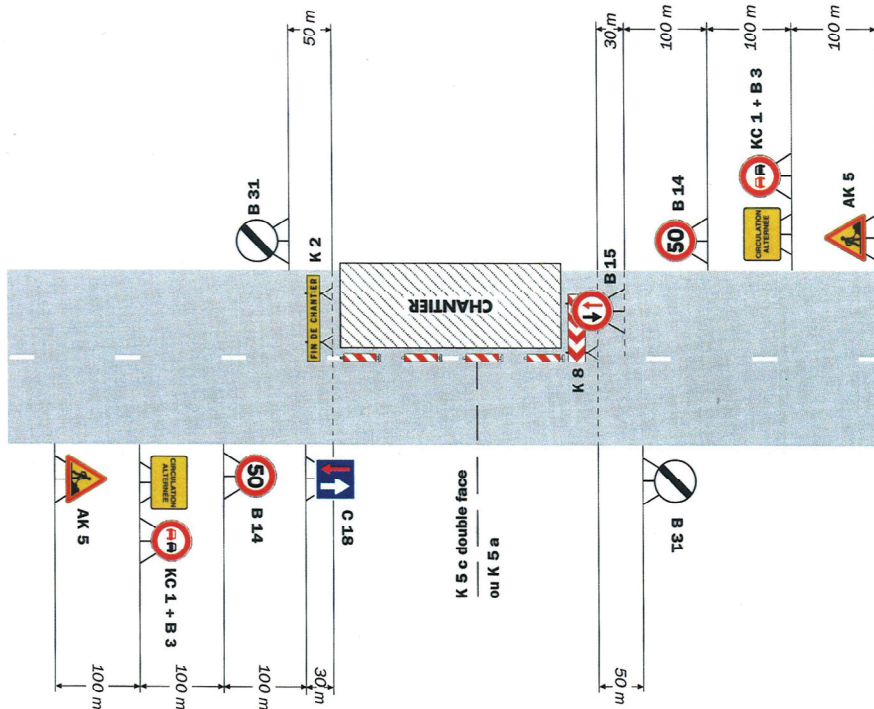 50 m
30 m
100 m
100 m
100 m
B 31
K 2
FIN DE CHANTIER
CHANTIER
B 15
K 8
50
B 14
KC 1 + B 3
CIRCULATION
ALTERNÉE
AK 5
AK 5
CIRCULATION
ALTERNÉE
KC 1 + B 3
50
B 14
C 18
K 5 c double face
ou K 5 a
B 31
100 m
100 m
100 m
30 m
50 m